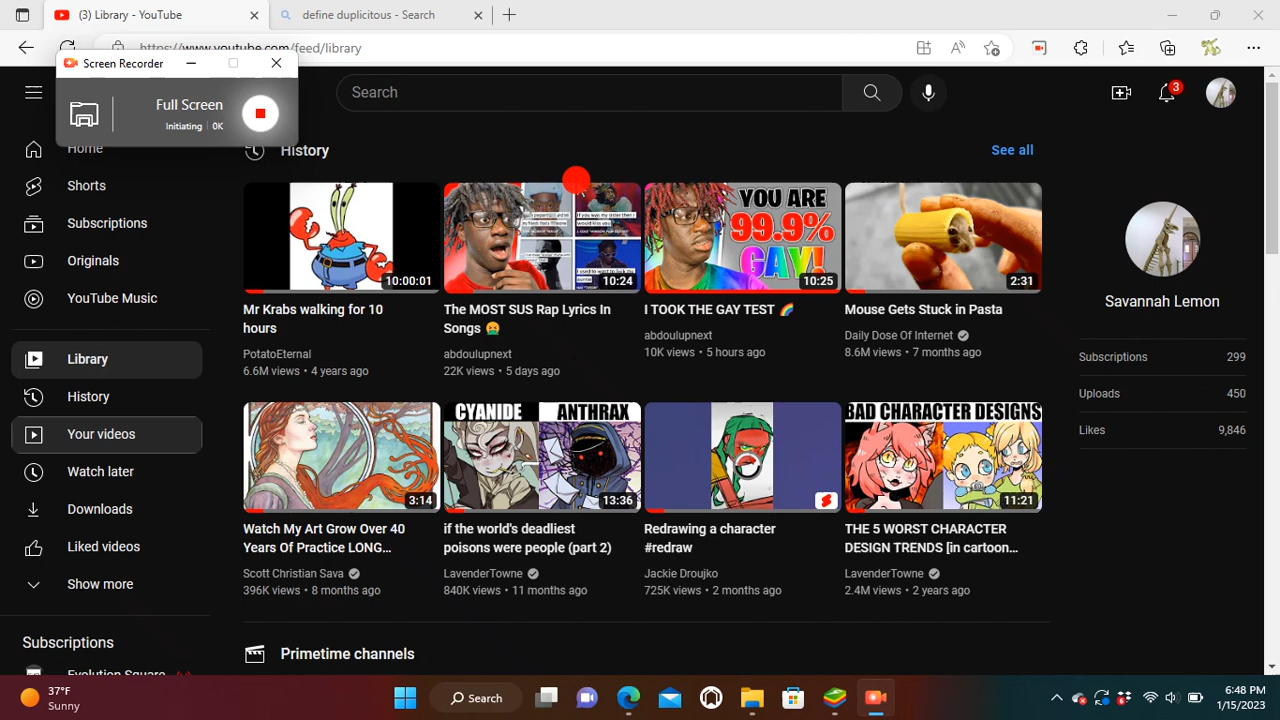 (3) Library - YouTube
define duplicitous - Search
https://www.youtube.com/feed/library
Screen Recorder
Full Screen
Initiating
0K
Search
3
Home
Shorts
Subscriptions
Originals
YouTube Music
Library
History
Your videos
Watch later
Downloads
Liked videos
Show more
Subscriptions
Evolution Square
History
See all
10:00:01
10:24
YOU ARE
99.9%
GAY!
10:25
2:31
Mr Krabs walking for 10
hours
PotatoEternal
6.6M views • 4 years ago
The MOST SUS Rap Lyrics In
Songs 🤮
abdoulupnext
22K views • 5 days ago
I TOOK THE GAY TEST 🌈
abdoulupnext
10K views • 5 hours ago
Mouse Gets Stuck in Pasta
Daily Dose Of Internet
8.6M views • 7 months ago
3:14
CYANIDE
ANTHRAX
13:36
BAD CHARACTER DESIGNS
11:21
Watch My Art Grow Over 40
Years Of Practice LONG...
Scott Christian Sava
396K views • 8 months ago
if the world's deadliest
poisons were people (part 2)
LavenderTowne
840K views • 11 months ago
Redrawing a character
#redraw
Jackie Droujko
725K views • 2 months ago
THE 5 WORST CHARACTER
DESIGN TRENDS [in cartoon...
LavenderTowne
2.4M views • 2 years ago
Primetime channels
Savannah Lemon
Subscriptions 299
Uploads 450
Likes 9,846
37°F
Sunny
Search
6:48 PM
1/15/2023